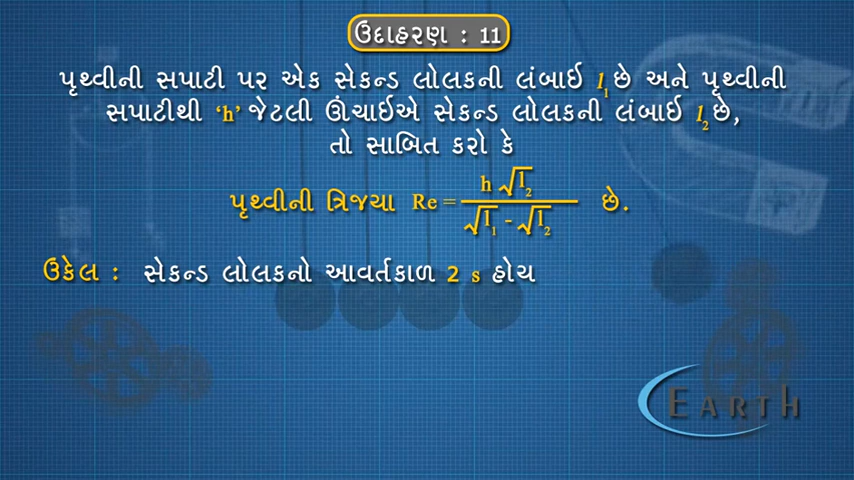 ઉદાહરણ : 11
પૃથ્વીની સપાટી પર એક સેકન્ડ લોલકની લંબાઈ l₁ છે અને પૃથ્વીની
સપાટીથી ‘h’ જેટલી ઊંચાઈએ સેકન્ડ લોલકની લંબાઈ l₂ છે,
તો સાબિત કરો કે
પૃથ્વીની ત્રિજ્યા Re = h √l₂ / (√l₁ - √l₂) છે.
ઉકેલ : સેકન્ડ લોલકનો આવર્તકાળ 2 s હોય
EARTH